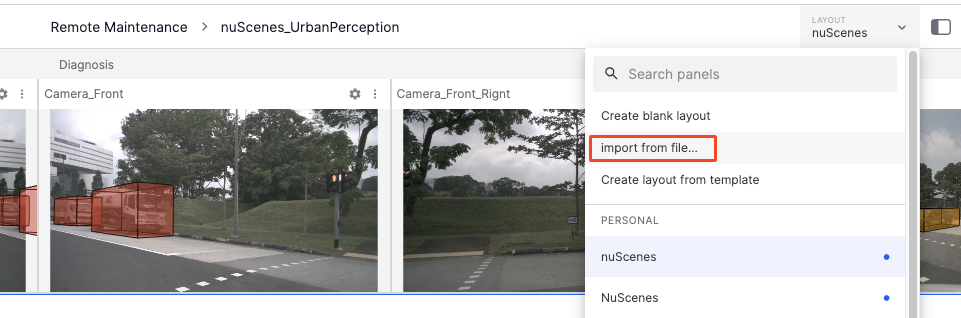 Remote Maintenance > nuScenes_UrbanPerception
LAYOUT
nuScenes
Diagnosis
Camera_Front
Camera_Front_Rignt
Search panels
Create blank layout
import from file...
Create layout from template
PERSONAL
nuScenes
NuScenes